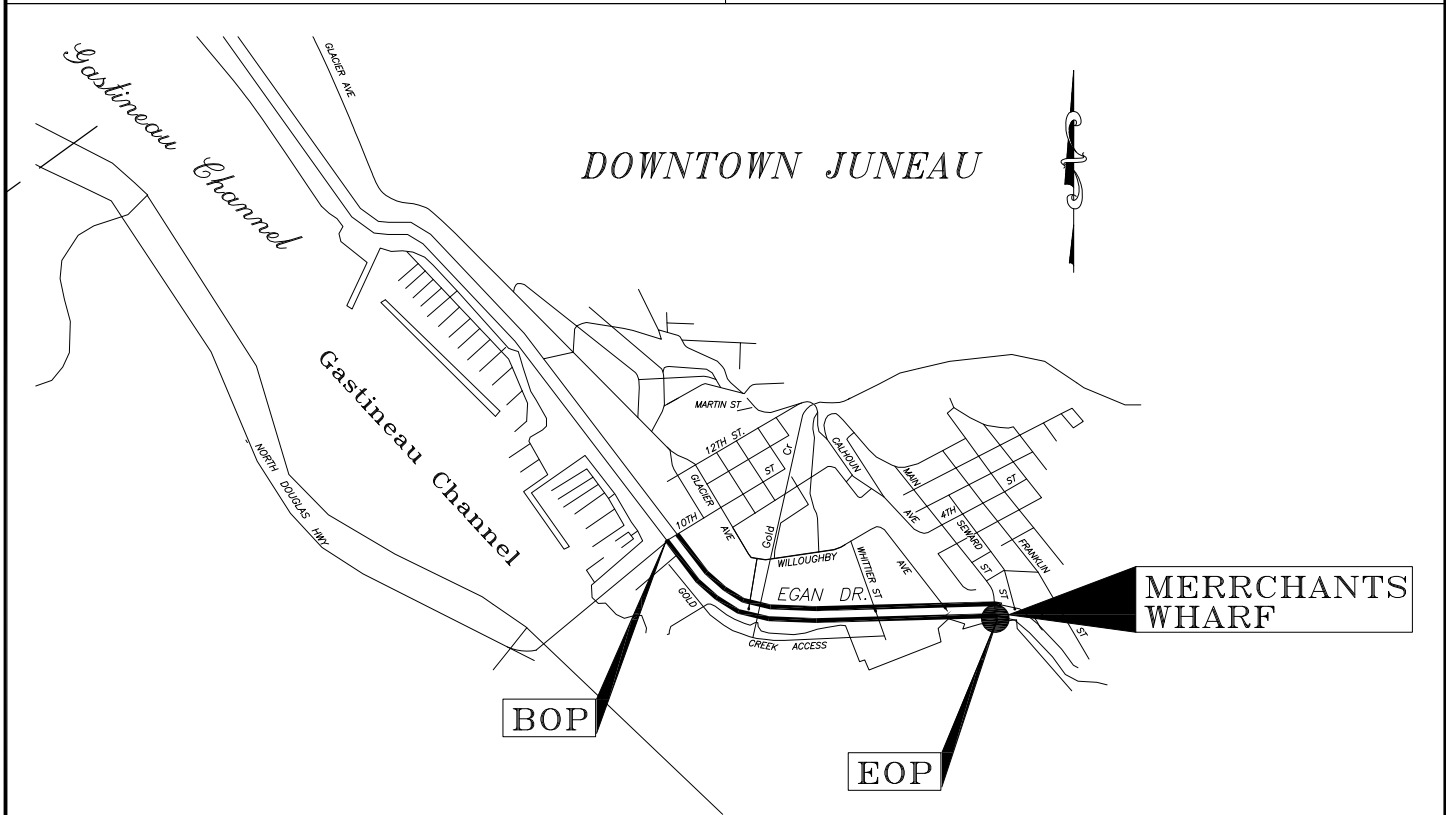 GLACIER AVE
Gastineau Channel
DOWNTOWN JUNEAU
Gastineau Channel
NORTH DOUGLAS HWY
MARTIN ST
12TH ST.
ST
Cr
CALHOUN
MAIN
GLACIER
AVE
10TH
Gold
AVE
4TH
ST
SEWARD
ST
FRANKLIN
ST
ST
WILLOUGHBY
AVE
WHITTIER ST
EGAN DR.
GOLD
CREEK ACCESS
MERRCHANTS
WHARF
BOP
EOP